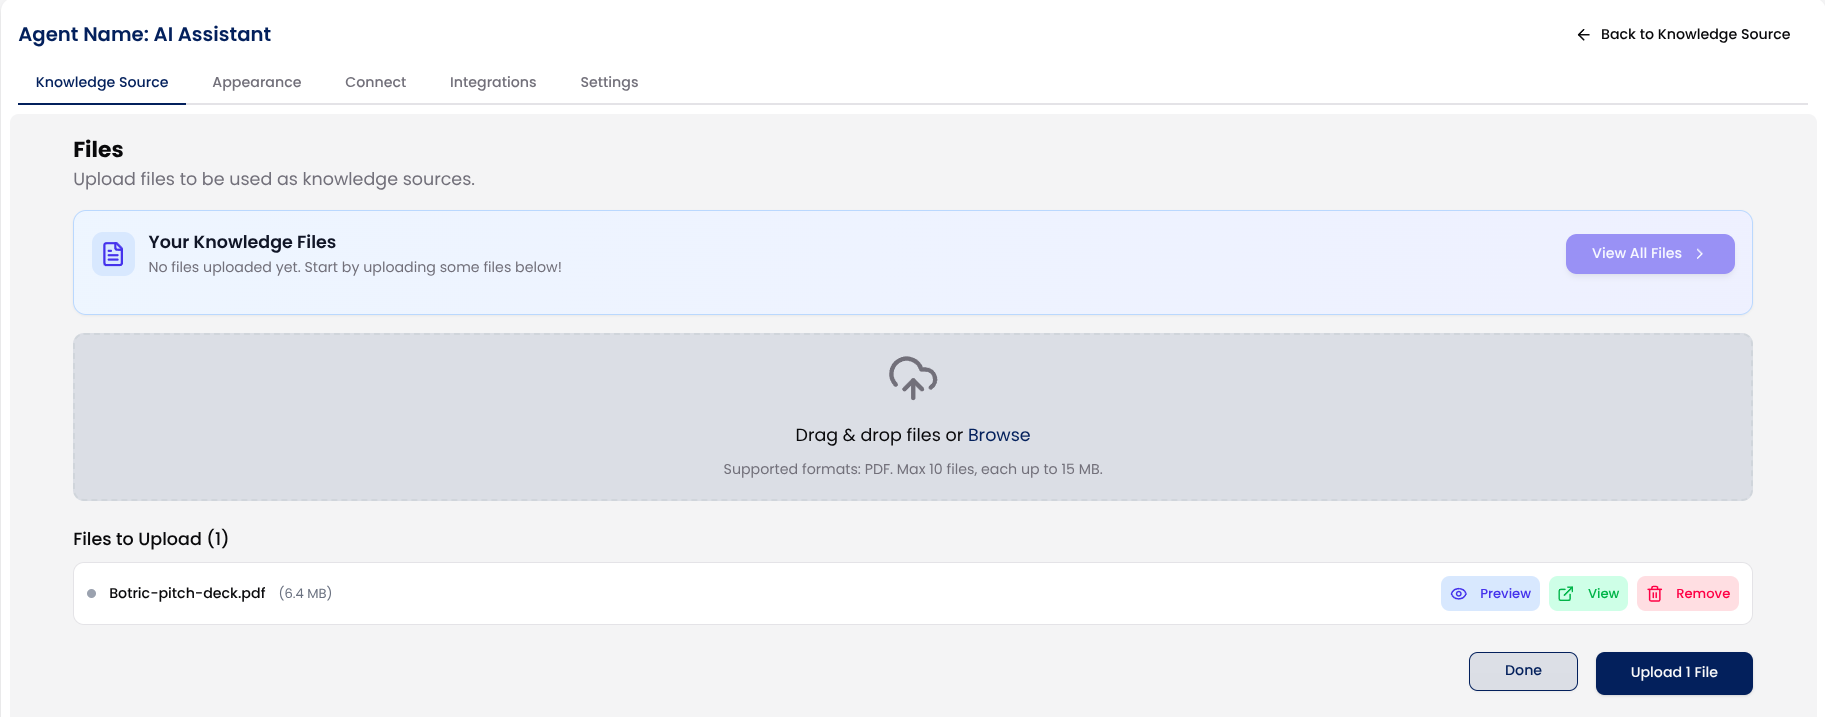 Agent Name: AI Assistant
Back to Knowledge Source
Knowledge Source
Appearance
Connect
Integrations
Settings
Files
Upload files to be used as knowledge sources.
Your Knowledge Files
No files uploaded yet. Start by uploading some files below!
View All Files
Drag & drop files or Browse
Supported formats: PDF. Max 10 files, each up to 15 MB.
Files to Upload (1)
Botric-pitch-deck.pdf (6.4 MB)
Preview
View
Remove
Done
Upload 1 File